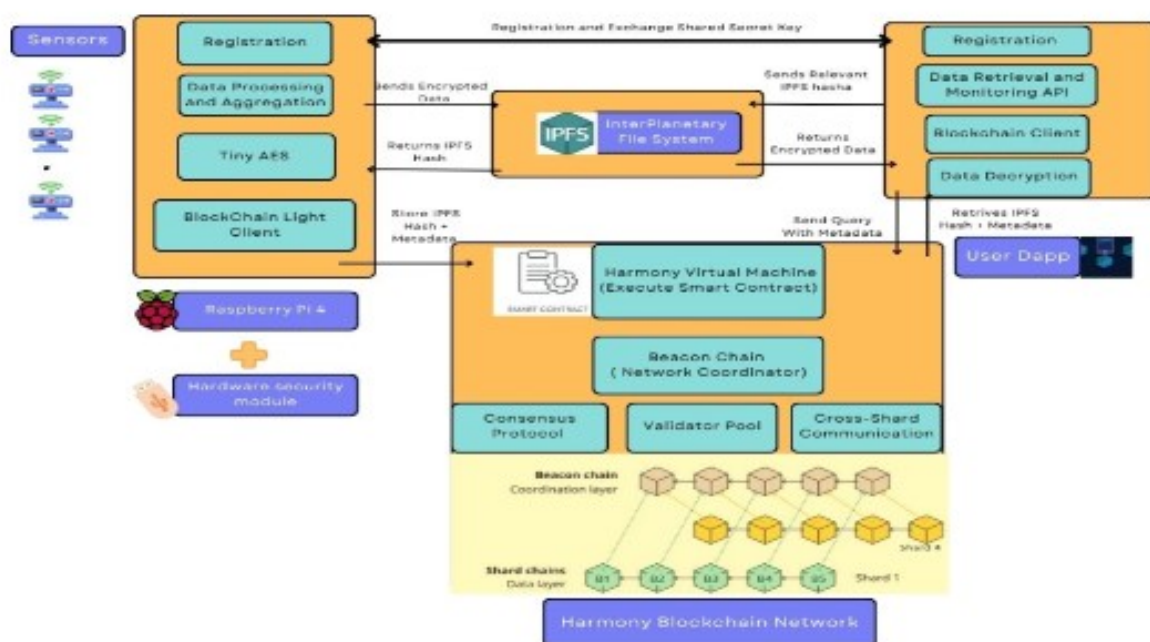 Sensors
Registration
Data Processing
and Aggregation
Tiny AES
BlockChain Light
Client
Raspberry Pi 4
Hardware security
module
Registration and Exchange Shared Secret Key
Sends Encrypted
Data
Returns IPFS
Hash
Store IPFS
Hash +
Metadata
IPFS
InterPlanetary
File System
Sends Relevant
IPFS hashs
Returns
Encrypted Data
Send Query
With Metadata
Retrives IPFS
Hash + Metadata
Registration
Data Retrieval and
Monitoring API
Blockchain Client
Data Decryption
User Dapp
SMART CONTRACT
Harmony Virtual Machine
(Execute Smart Contract)
Beacon Chain
( Network Coordinator)
Consensus
Protocol
Validator Pool
Cross-Shard
Communication
Beacon chain
Coordination layer
Shard 4
Shard chains
Data layer
B1
B2
B3
B4
B5
Shard 1
Harmony Blockchain Network